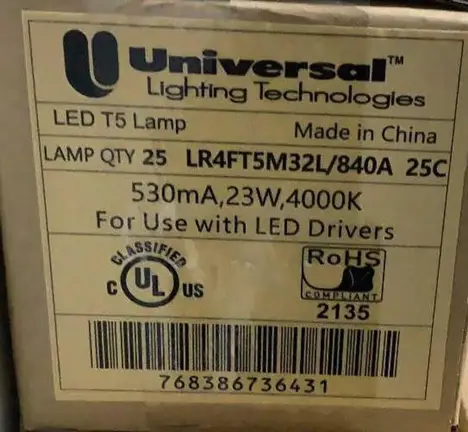 Universal™
Lighting Technologies
LED T5 Lamp
Made in China
LAMP QTY 25 LR4FT5M32L/840A 25C
530mA,23W,4000K
For Use with LED Drivers
CLASSIFIED
C UL US
RoHS
COMPLIANT
2135
768386736431